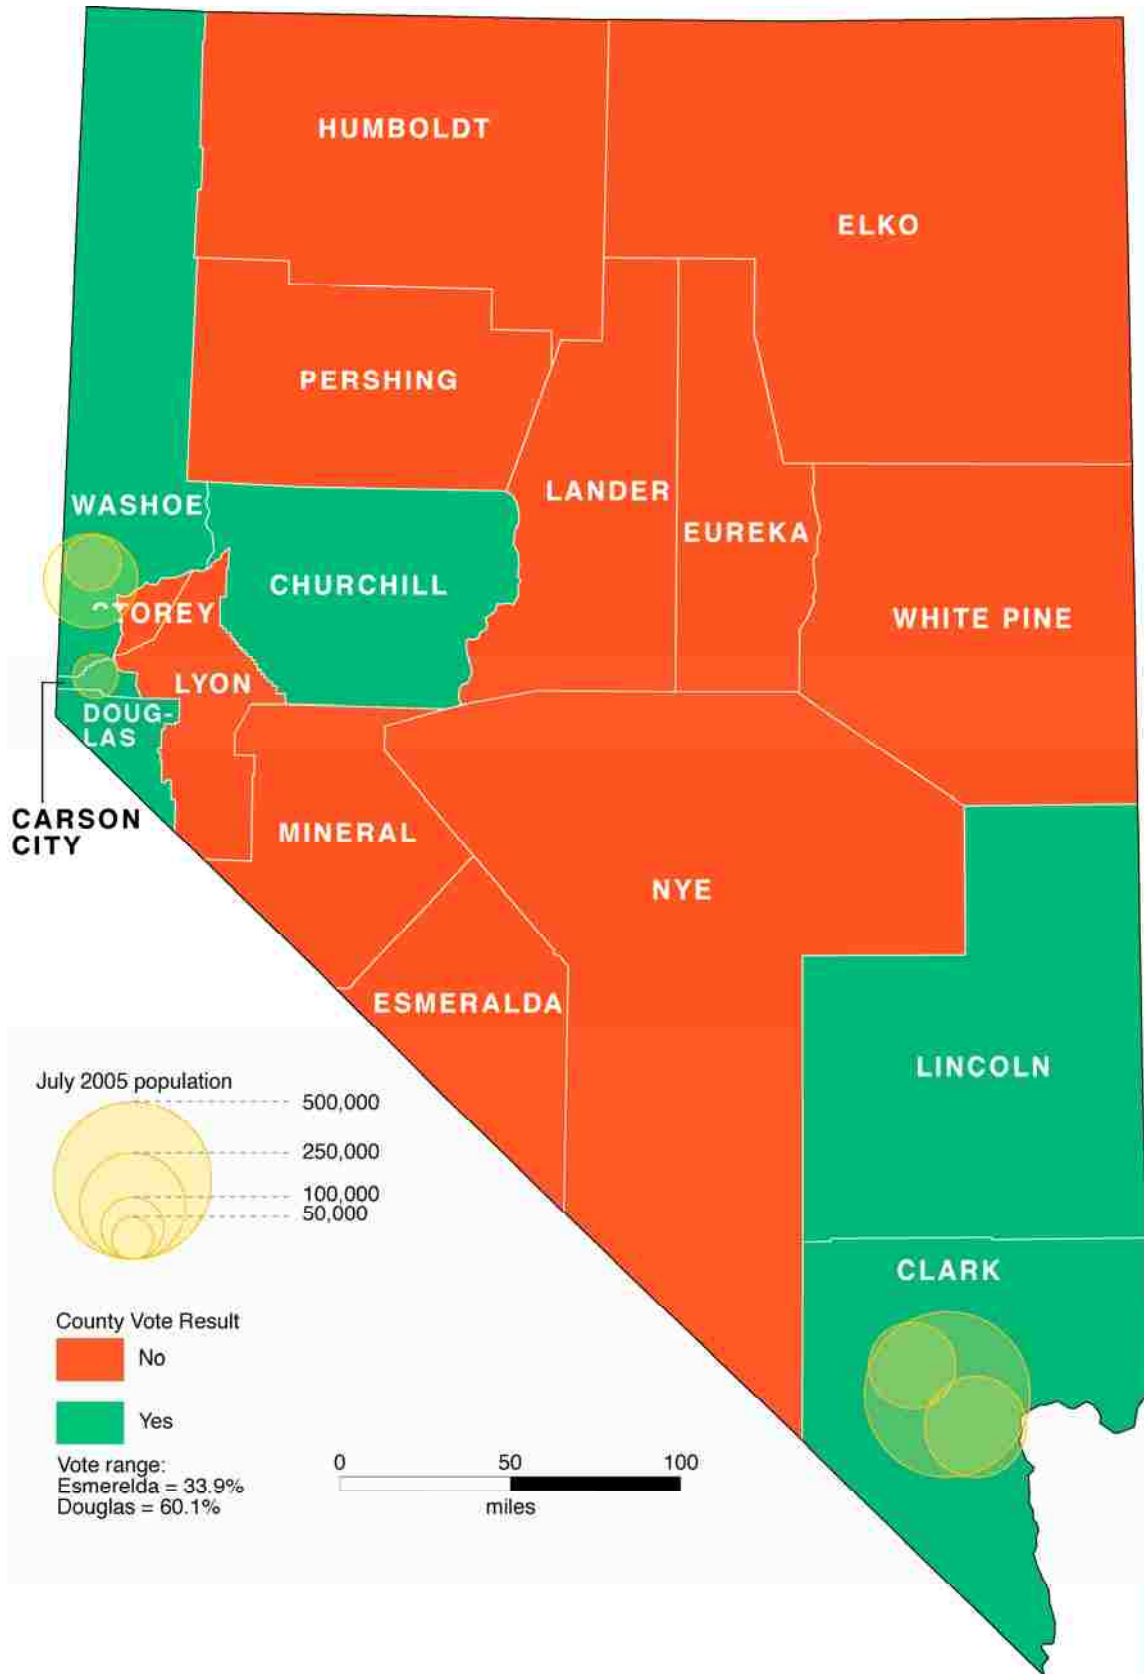 HUMBOLDT
ELKO
PERSHING
LANDER
WASHOE
EUREKA
CHURCHILL
STOREY
WHITE PINE
LYON
DOUG-
LAS
CARSON
CITY
MINERAL
NYE
ESMERALDA
LINCOLN
CLARK
July 2005 population
500,000
250,000
100,000
50,000
County Vote Result
No
Yes
Vote range:
Esmerelda = 33.9%
Douglas = 60.1%
0 50 100
miles